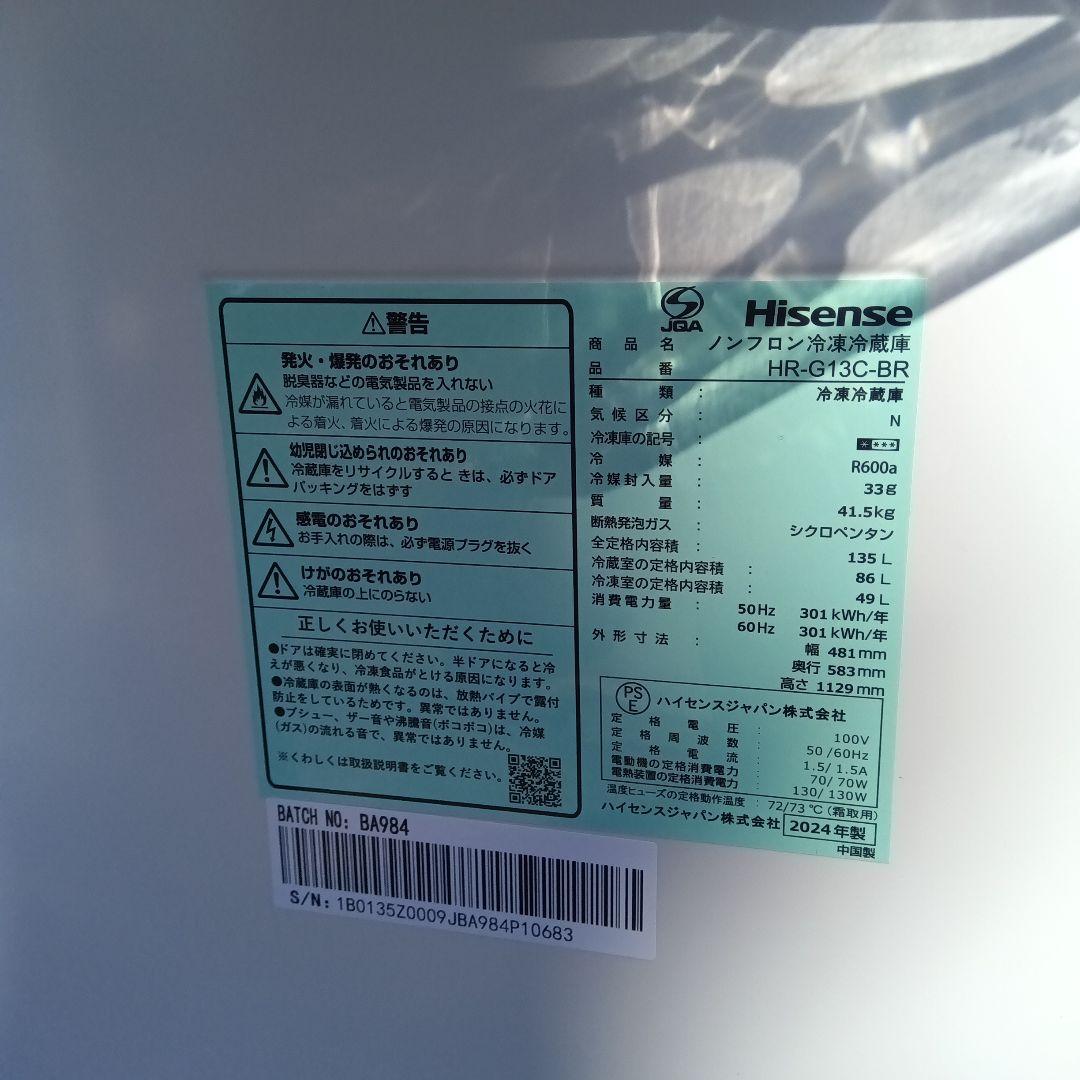 ⚠警告
発火・爆発のおそれあり
脱臭器などの電気製品を入れない
冷媒が漏れていると電気製品の接点の火花に
よる着火、着火による爆発の原因になります。
幼児閉じ込められのおそれあり
冷蔵庫をリサイクルすると きは、必ずドア
パッキングをはずす
感電のおそれあり
お手入れの際は、必ず電源プラグを抜く
けがのおそれあり
冷蔵庫の上にのらない
正しくお使いいただくために
●ドアは確実に閉めてください。半ドアになると冷
えが悪くなり、冷凍食品がとける原因になります。
●冷蔵庫の表面が熱くなるのは、放熱パイプで露付
防止をしているためです。異常ではありません。
●プシュー、ザー音や沸騰音(ボコボコ)は、冷媒
(ガス)の流れる音で、異常ではありません。
※くわしくは取扱説明書をご覧ください。
JQA Hisense
商品名 ノンフロン冷凍冷蔵庫
品番 HR-G13C-BR
種類 : 冷凍冷蔵庫
気候区分 : N
冷凍庫の記号 : * ***
冷媒 : R600a
冷媒封入量 : 33g
質量 : 41.5kg
断熱発泡ガス : シクロペンタン
全定格内容積 : 135 L
冷蔵室の定格内容積 : 86 L
冷凍室の定格内容積 : 49 L
消費電力量 : 50Hz 301 kWh/年
60Hz 301 kWh/年
外形寸法 : 幅 481mm
奥行 583mm
高さ 1129mm
PSE ハイセンスジャパン株式会社
定格電圧 : 100V
定格周波数 : 50/60Hz
定格電流 : 1.5/1.5A
電動機の定格消費電力 : 70/70W
電熱装置の定格消費電力 : 130/130W
温度ヒューズの定格動作温度 : 72/73℃(霜取用)
ハイセンスジャパン株式会社 2024年製
中国製
BATCH NO: BA984
S/N: 1B0135Z0009JBA984P10683